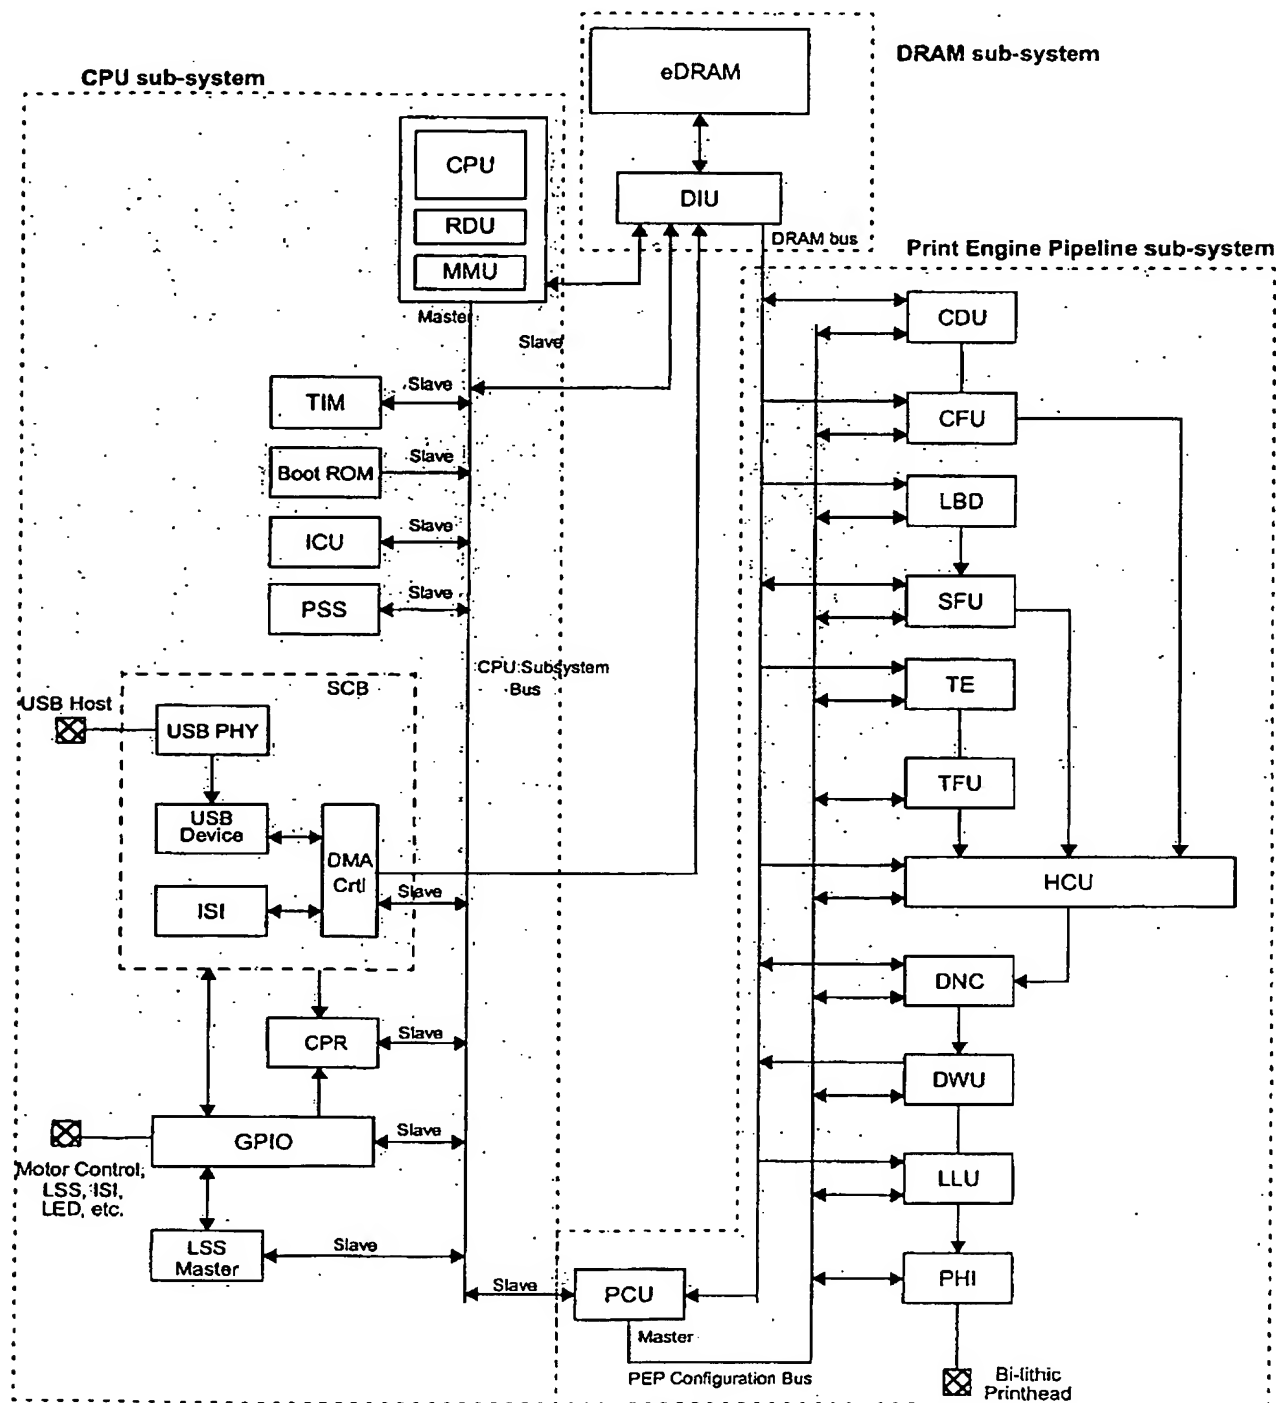 CPU sub-system
DRAM sub-system
eDRAM
DIU
DRAM bus
CPU
RDU
MMU
Master
Slave
Print Engine Pipeline sub-system
CDU
CFU
LBD
SFU
TE
TFU
HCU
DNC
DWU
LLU
PHI
Bi-lithic
Printhead
TIM
Slave
Boot ROM
Slave
ICU
Slave
PSS
Slave
CPU Subsystem
Bus
SCB
USB Host
USB PHY
USB
Device
DMA
Crtl
Slave
ISI
CPR
Slave
GPIO
Slave
Motor Control,
LSS, ISI,
LED, etc.
LSS
Master
Slave
Slave
PCU
Master
PEP Configuration Bus